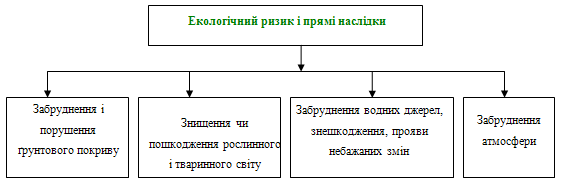 Екологічний ризик і прямі наслідки
Забруднення і
порушення
ґрунтового покриву
Знищення чи
пошкодження рослинного
і тваринного світу
Забруднення водних джерел,
знешкодження, прояви
небажаних змін
Забруднення
атмосфери